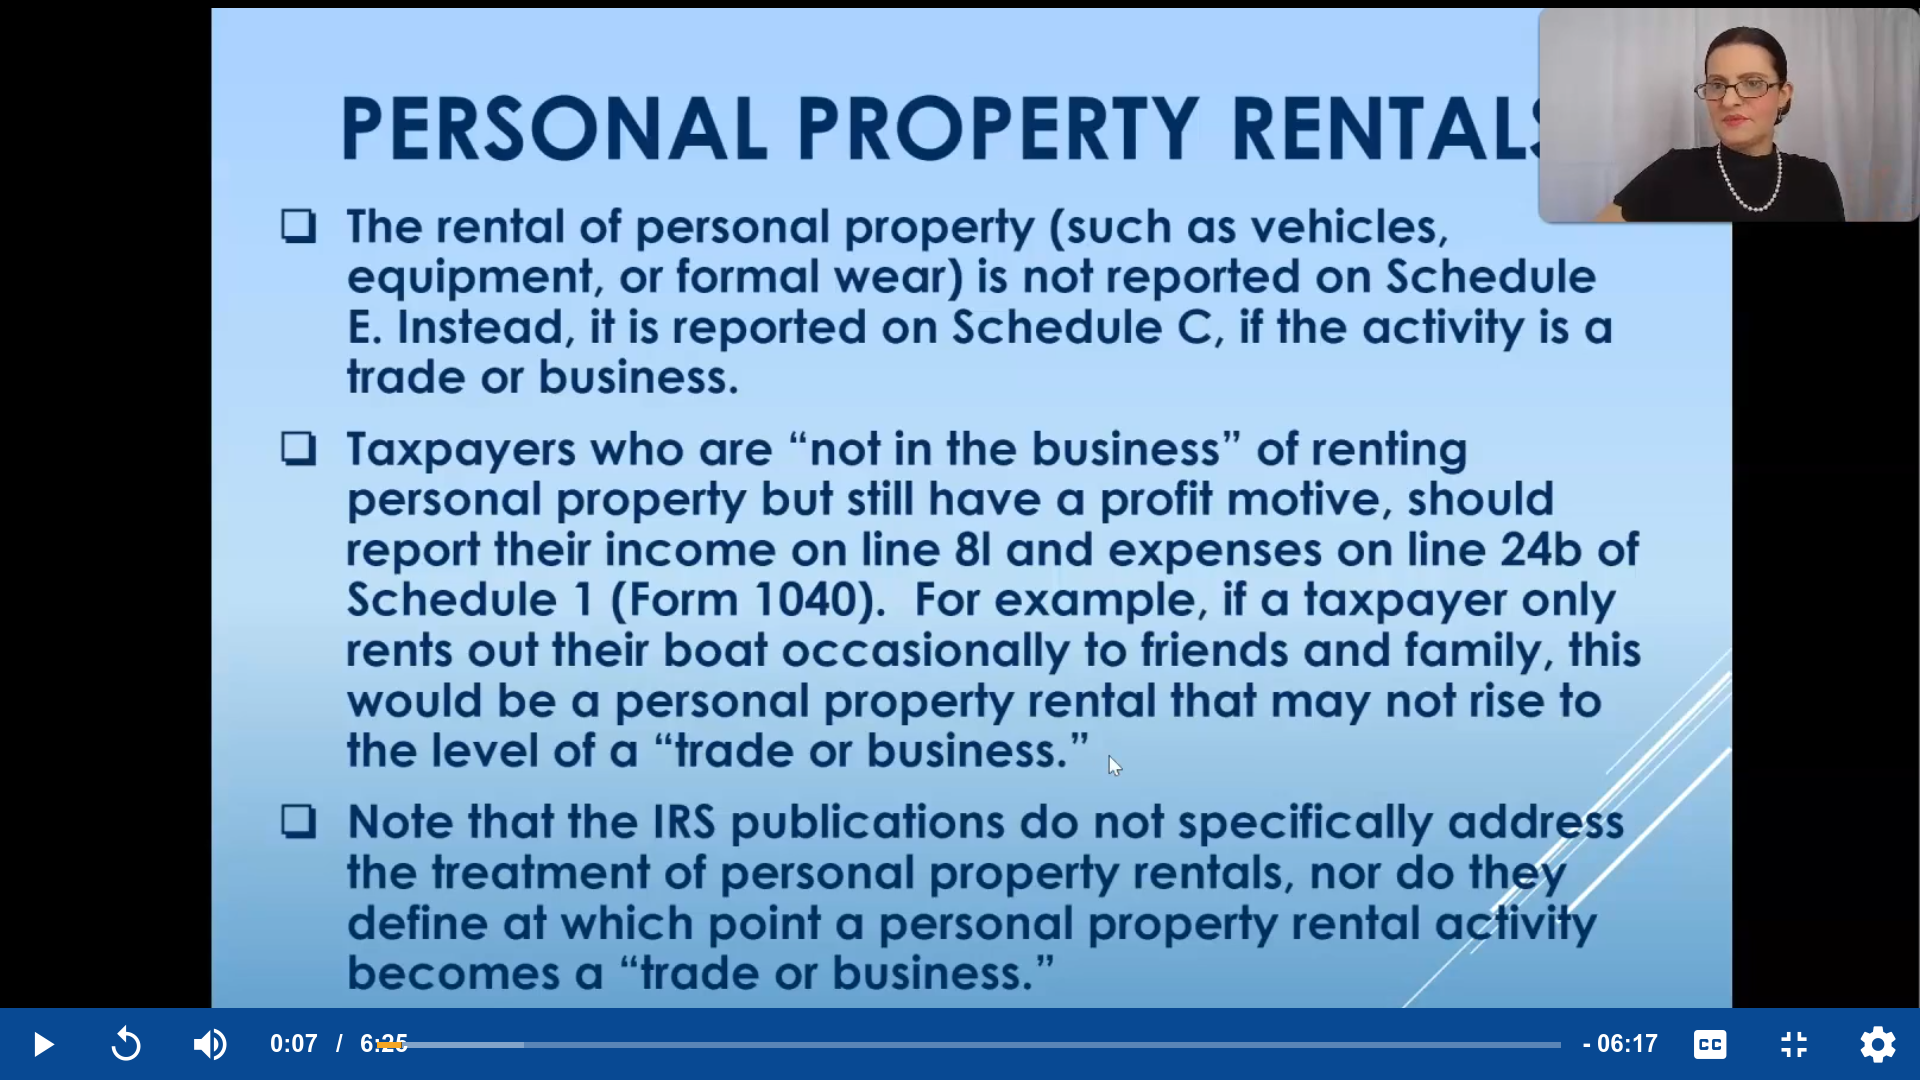 PERSONAL PROPERTY RENTALS
The rental of personal property (such as vehicles,
equipment, or formal wear) is not reported on Schedule
E. Instead, it is reported on Schedule C, if the activity is a
trade or business.
Taxpayers who are “not in the business” of renting
personal property but still have a profit motive, should
report their income on line 8l and expenses on line 24b of
Schedule 1 (Form 1040).  For example, if a taxpayer only
rents out their boat occasionally to friends and family, this
would be a personal property rental that may not rise to
the level of a “trade or business.”
Note that the IRS publications do not specifically address
the treatment of personal property rentals, nor do they
define at which point a personal property rental activity
becomes a “trade or business.”
0:07 / 6:25 - 06:17 CC